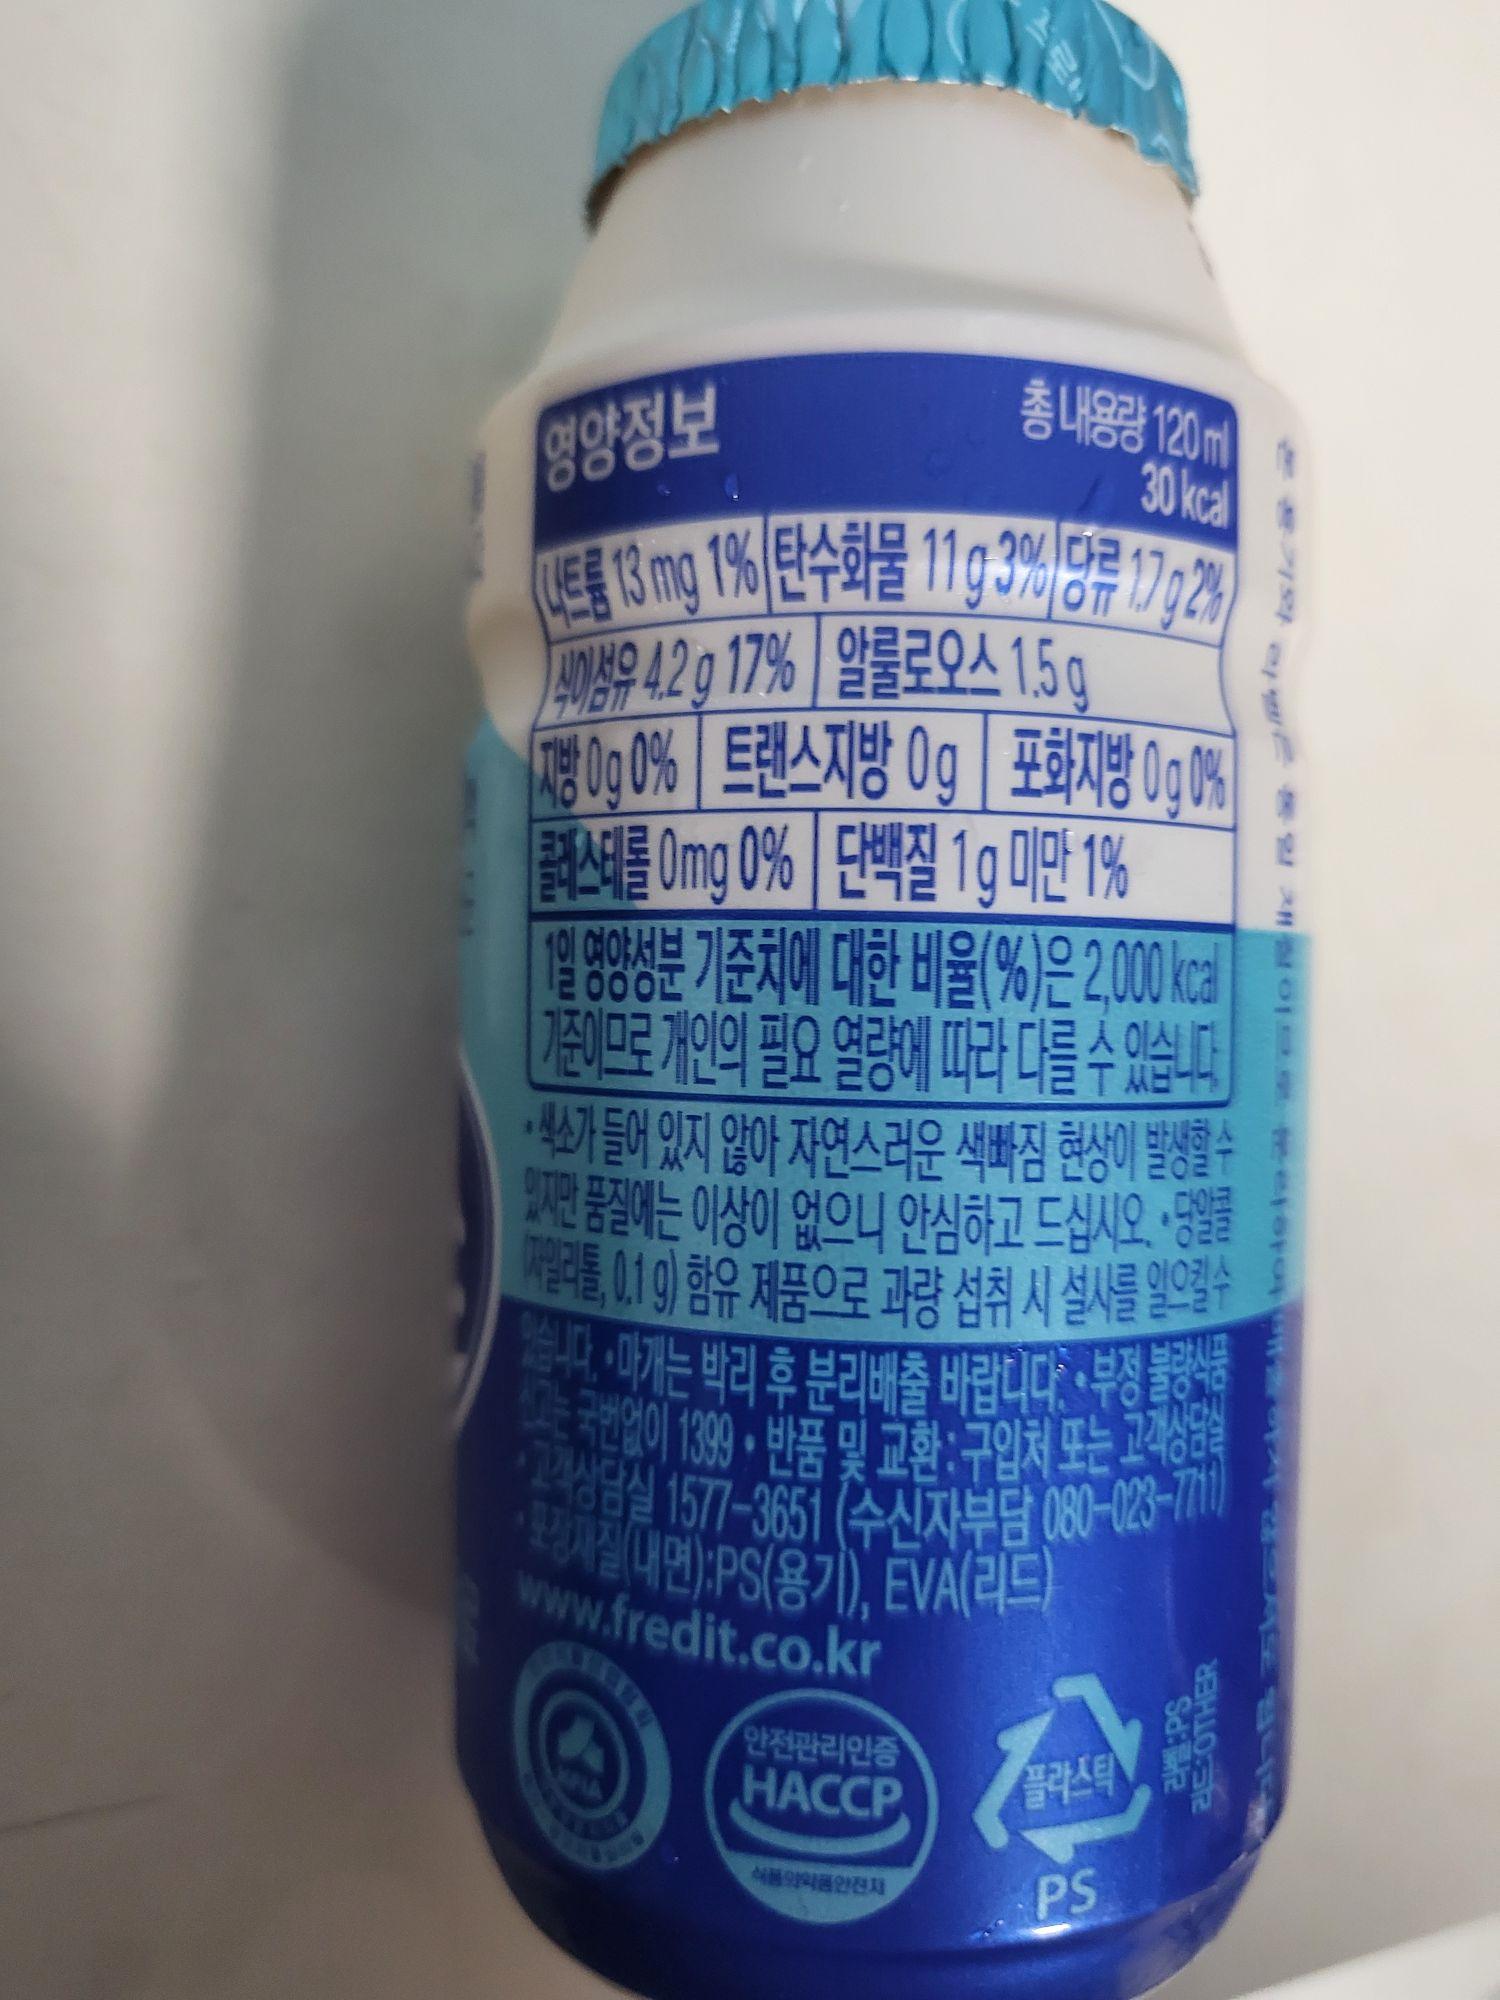 영양정보
총 내용량 120 ml
30 kcal
나트륨 13 mg 1% 탄수화물 11 g 3% 당류 1.7 g 2%
식이섬유 4.2 g 17% 알룰로오스 1.5 g
지방 0 g 0% 트랜스지방 0 g 포화지방 0 g 0%
콜레스테롤 0 mg 0% 단백질 1 g 미만 1%
1일 영양성분 기준치에 대한 비율(%)은 2,000 kcal
기준이므로 개인의 필요 열량에 따라 다를 수 있습니다.
• 색소가 들어 있지 않아 자연스러운 색빠짐 현상이 발생할 수
있지만 품질에는 이상이 없으니 안심하고 드십시오. • 당알콜
(자일리톨, 0.1 g) 함유 제품으로 과량 섭취 시 설사를 일으킬 수
있습니다. • 마개는 박리 후 분리배출 바랍니다. • 부정 불량식품
신고는 국번없이 1399 • 반품 및 교환 : 구입처 또는 고객상담실
• 고객상담실 1577-3651 (수신자부담 080-023-7711)
• 포장재질(내면):PS(용기), EVA(리드)
www.fredit.co.kr
안전관리인증
HACCP
식품의약품안전처
플라스틱
PS
라벨:PS
리드:OTHER